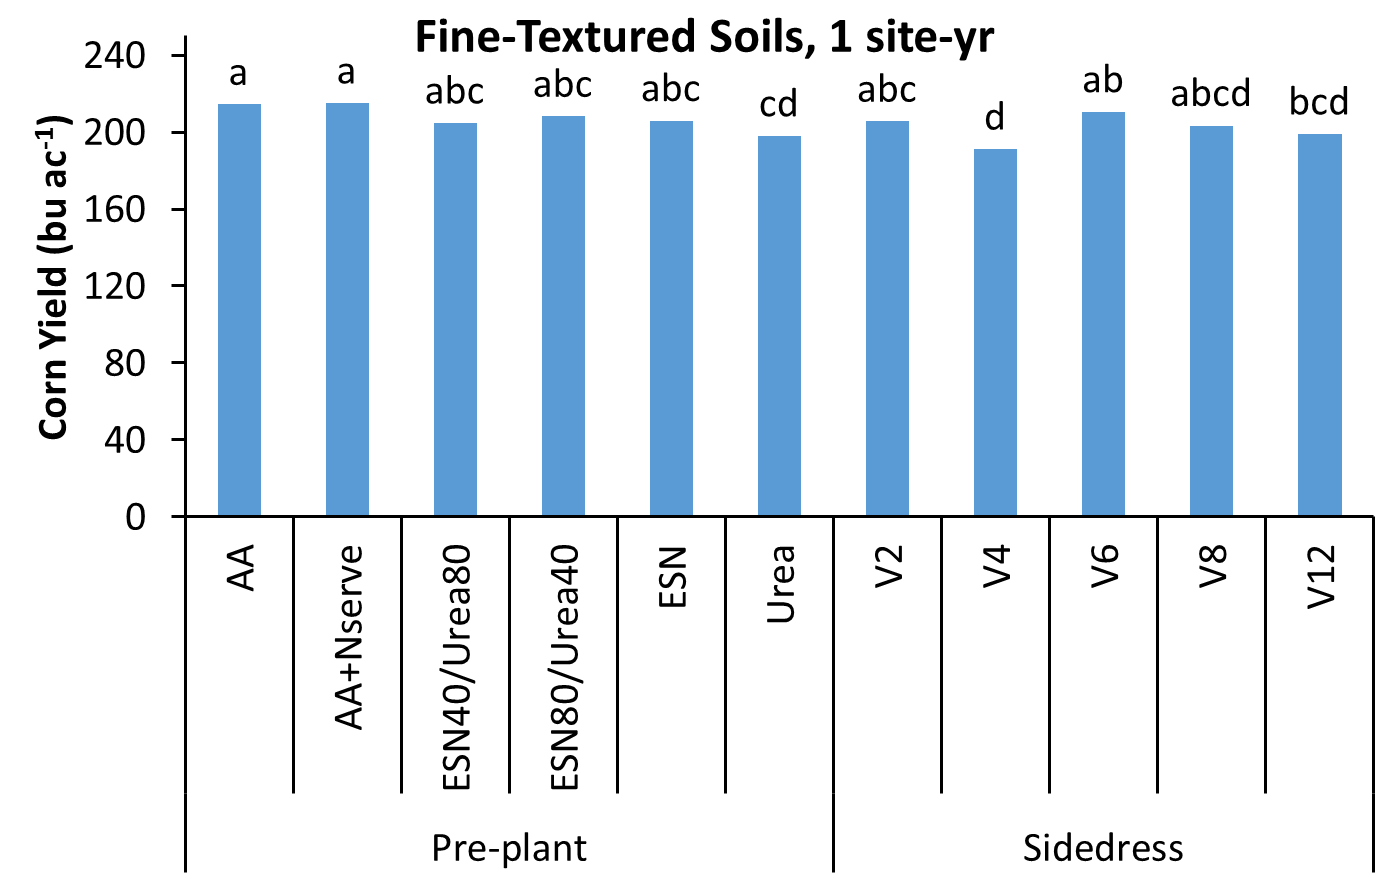 Fine-Textured Soils, 1 site-yr
Corn Yield (bu ac-1)
240
200
160
120
80
40
0
a
a
abc
abc
abc
cd
abc
d
ab
abcd
bcd
AA
AA+Nserve
ESN40/Urea80
ESN80/Urea40
ESN
Urea
V2
V4
V6
V8
V12
Pre-plant
Sidedress